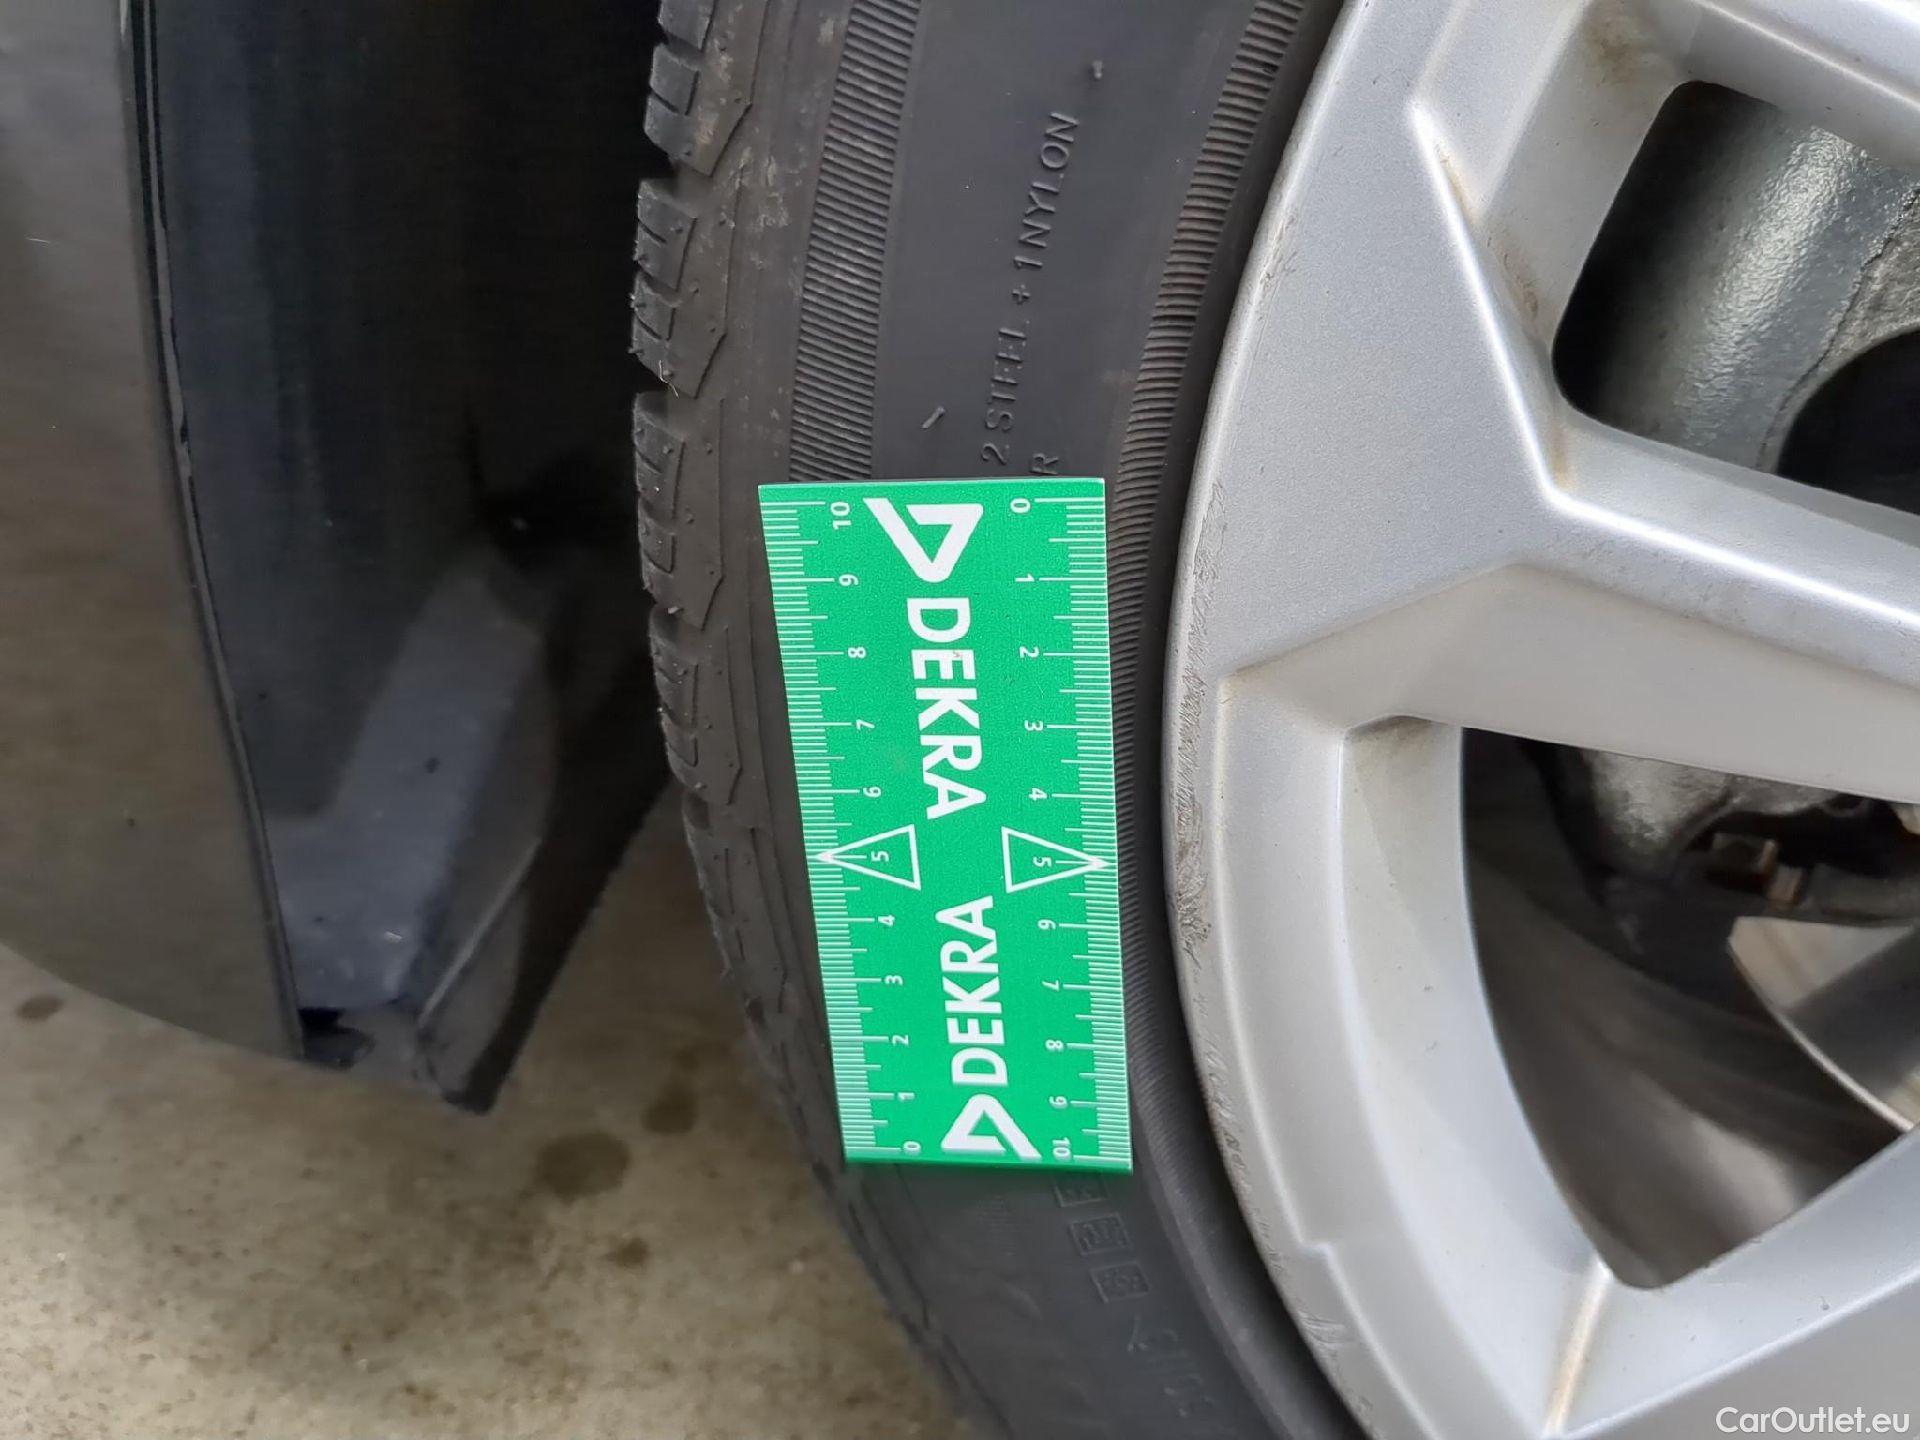 2 STEEL + 1 NYLON
R
DEKRA
DEKRA
0 1 2 3 4 5 6 7 8 9 10
10 9 8 7 6 5 4 3 2 1 0
CarOutlet.eu